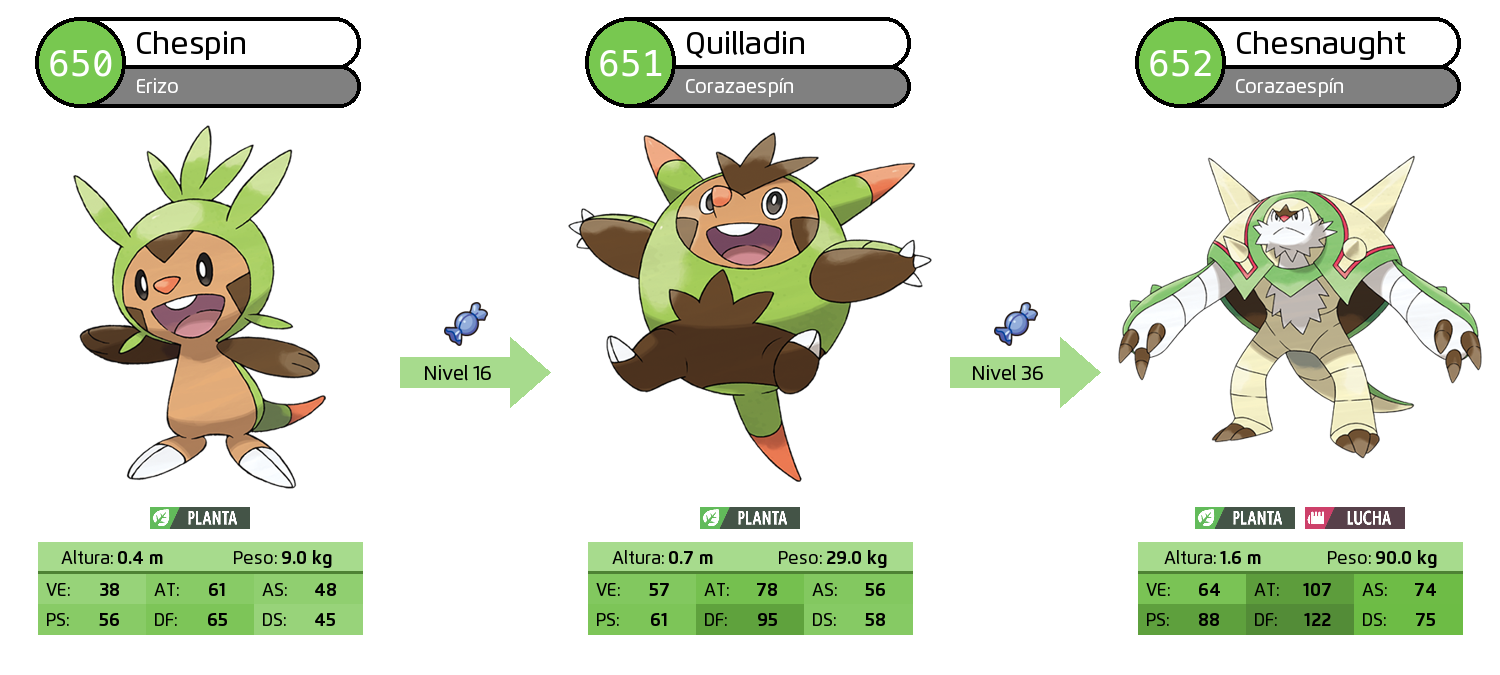 650 Chespin
Erizo
651 Quilladin
Corazaespín
652 Chesnaught
Corazaespín
Nivel 16
Nivel 36
PLANTA
Altura: 0.4 m Peso: 9.0 kg
VE: 38 AT: 61 AS: 48
PS: 56 DF: 65 DS: 45
PLANTA
Altura: 0.7 m Peso: 29.0 kg
VE: 57 AT: 78 AS: 56
PS: 61 DF: 95 DS: 58
PLANTA LUCHA
Altura: 1.6 m Peso: 90.0 kg
VE: 64 AT: 107 AS: 74
PS: 88 DF: 122 DS: 75